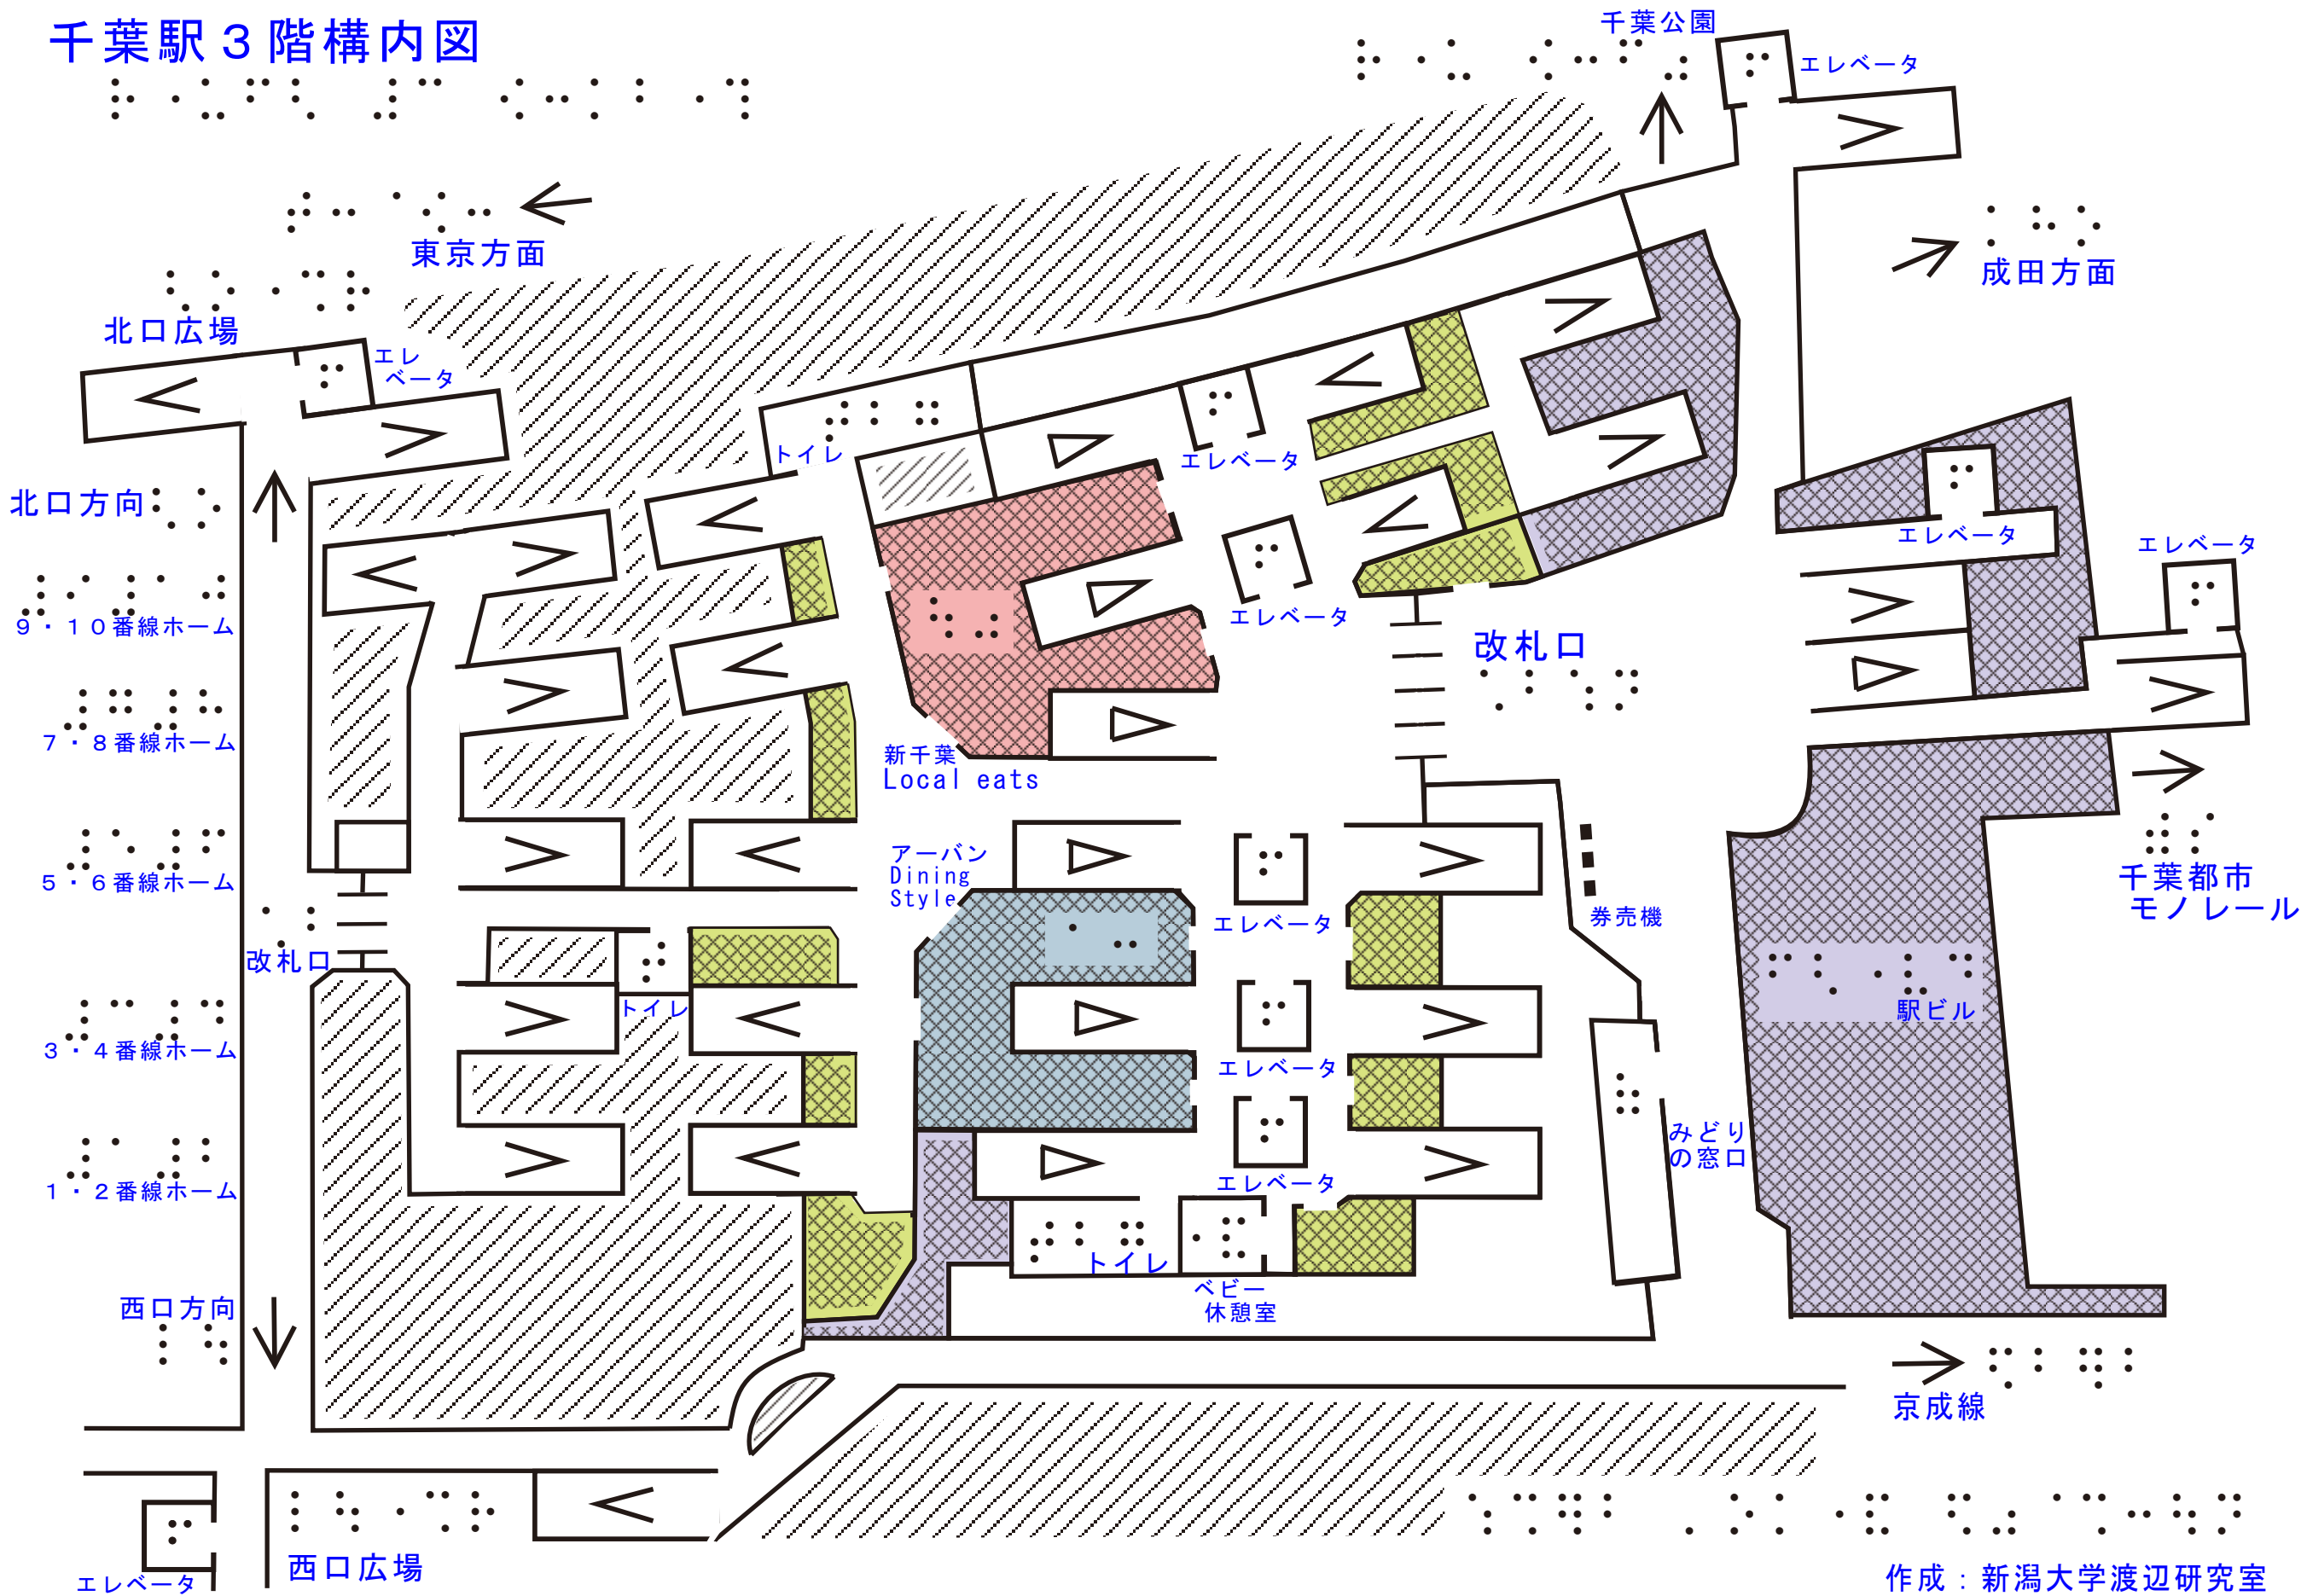 千葉駅３階構内図
千葉公園
エレベータ
東京方面
成田方面
北口広場
エレ
ベータ
トイレ
エレベータ
北口方向
エレベータ
エレベータ
エレベータ
９・１０番線ホーム
改札口
７・８番線ホーム
新千葉
Local eats
５・６番線ホーム
アーバン
Dining
Style
千葉都市
モノレール
券売機
エレベータ
改札口
トイレ
駅ビル
３・４番線ホーム
エレベータ
みどり
の窓口
１・２番線ホーム
エレベータ
トイレ
ベビー
休憩室
西口方向
京成線
西口広場
エレベータ
作成：新潟大学渡辺研究室